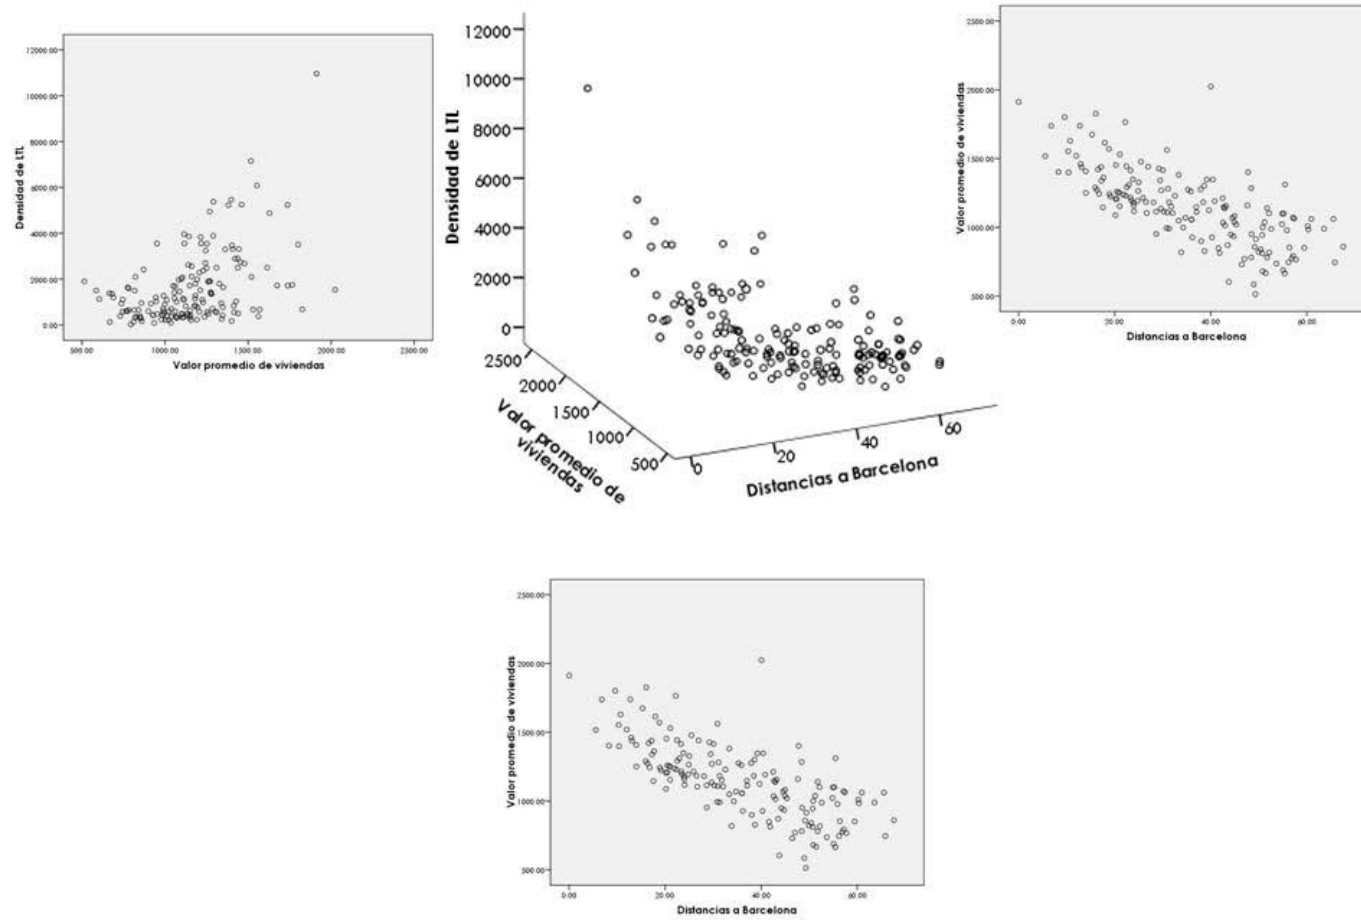 Densidad de LTL
12000.00
10000.00
8000.00
6000.00
4000.00
2000.00
0.00
500.00 1000.00 1500.00 2000.00 2500.00
Valor promedio de viviendas
Densidad de LTL
12000
10000
8000
6000
4000
2000
0
2500
2000
1500
1000
500
Valor promedio de
viviendas
0 20 40 60
Distancias a Barcelona
Valor promedio de viviendas
2500.00
2000.00
1500.00
1000.00
500.00
0.00 20.00 40.00 60.00
Distancias a Barcelona
Valor promedio de viviendas
2500.00
2000.00
1500.00
1000.00
500.00
0.00 20.00 40.00 60.00
Distancias a Barcelona